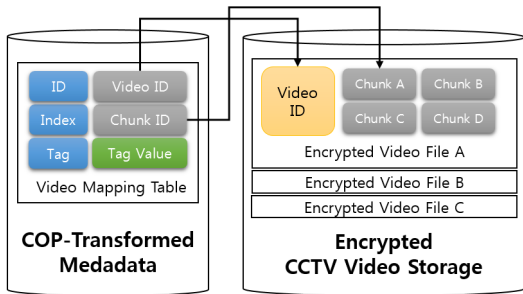 ID Video ID
Index Chunk ID
Tag Tag Value
Video Mapping Table
COP-Transformed
Medadata
Video
ID
Chunk A Chunk B
Chunk C Chunk D
Encrypted Video File A
Encrypted Video File B
Encrypted Video File C
Encrypted
CCTV Video Storage